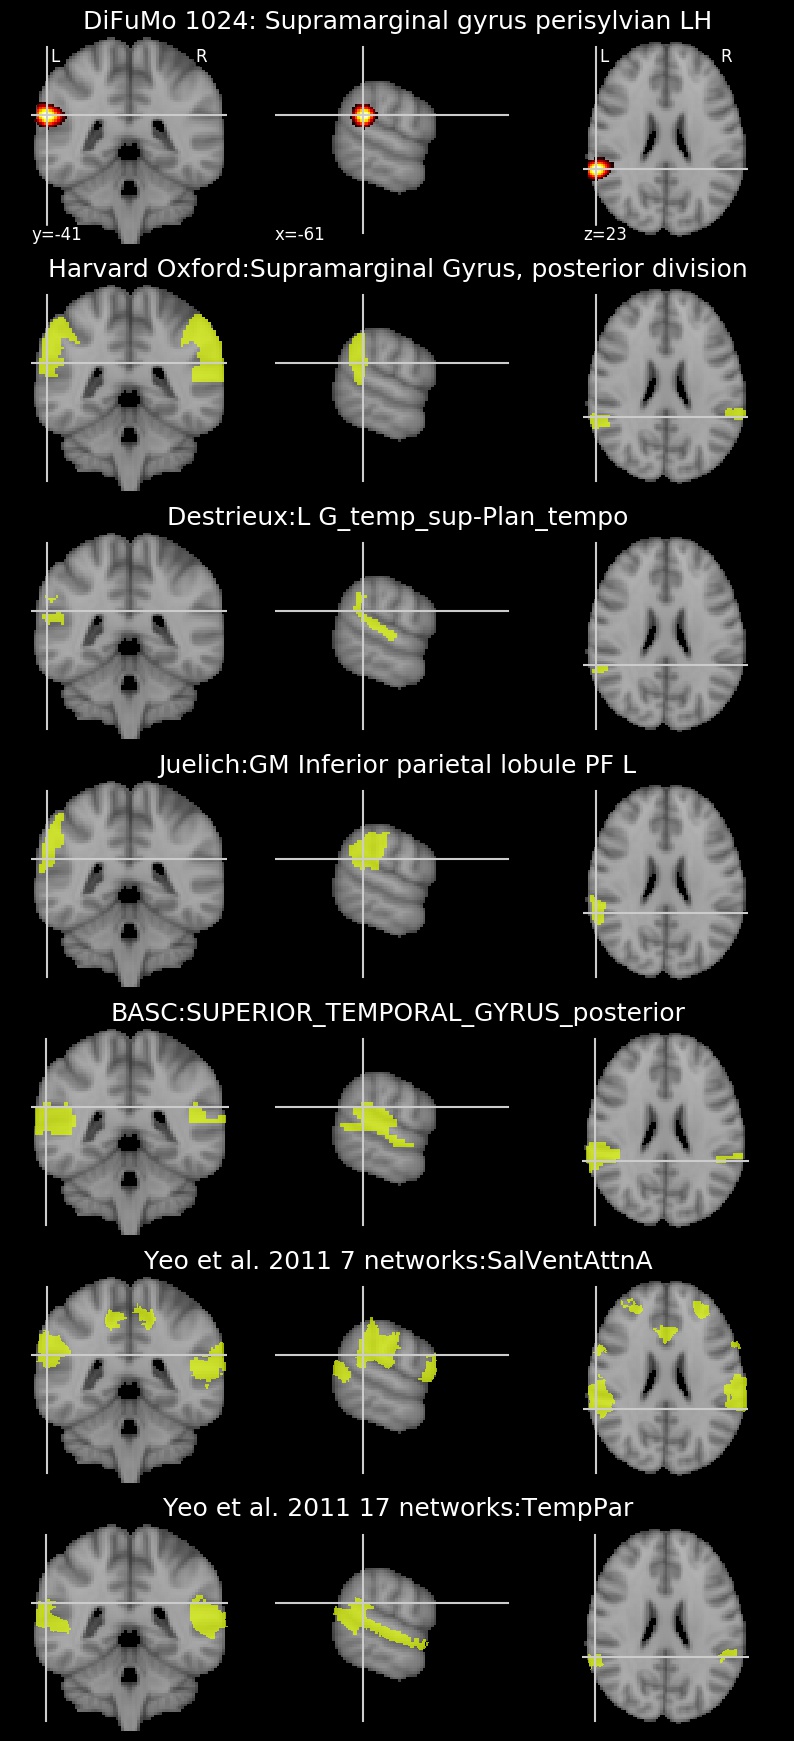 DiFuMo 1024: Supramarginal gyrus perisylvian LH
L R L R
y=-41 x=-61 z=23
Harvard Oxford:Supramarginal Gyrus, posterior division
Destrieux:L G_temp_sup-Plan_tempo
Juelich:GM Inferior parietal lobule PF L
BASC:SUPERIOR_TEMPORAL_GYRUS_posterior
Yeo et al. 2011 7 networks:SalVentAttnA
Yeo et al. 2011 17 networks:TempPar